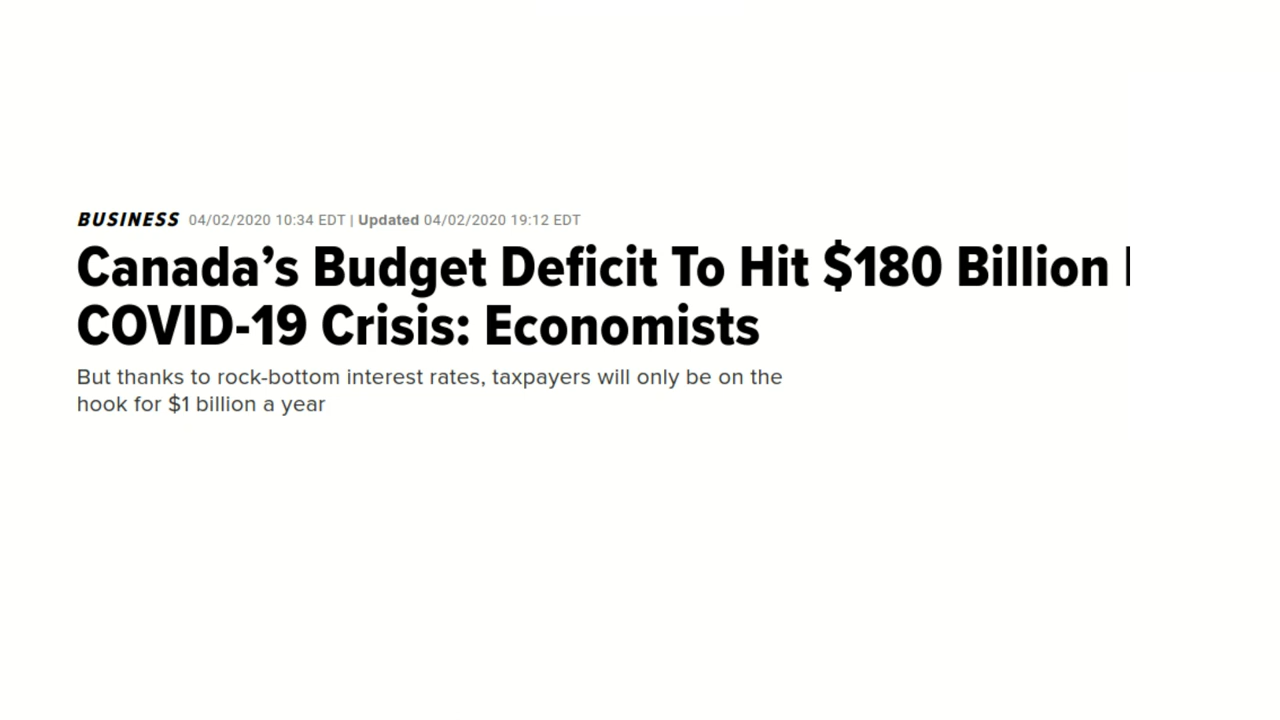 BUSINESS 04/02/2020 10:34 EDT | Updated 04/02/2020 19:12 EDT
Canada’s Budget Deficit To Hit $180 Billion
COVID-19 Crisis: Economists
But thanks to rock-bottom interest rates, taxpayers will only be on the
hook for $1 billion a year